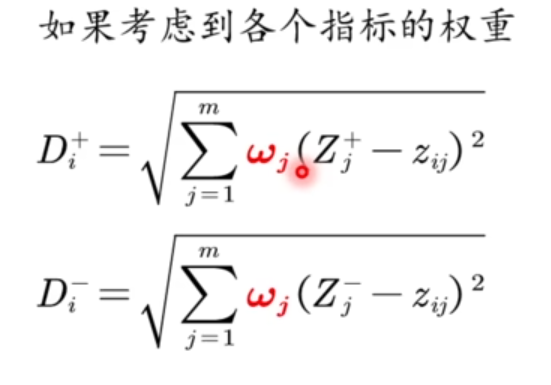 如果考虑到各个指标的权重
$D_i^+ = \sqrt{\sum_{j=1}^{m} \omega_j (Z_j^+ - z_{ij})^2}$
$D_i^- = \sqrt{\sum_{j=1}^{m} \omega_j (Z_j^- - z_{ij})^2}$